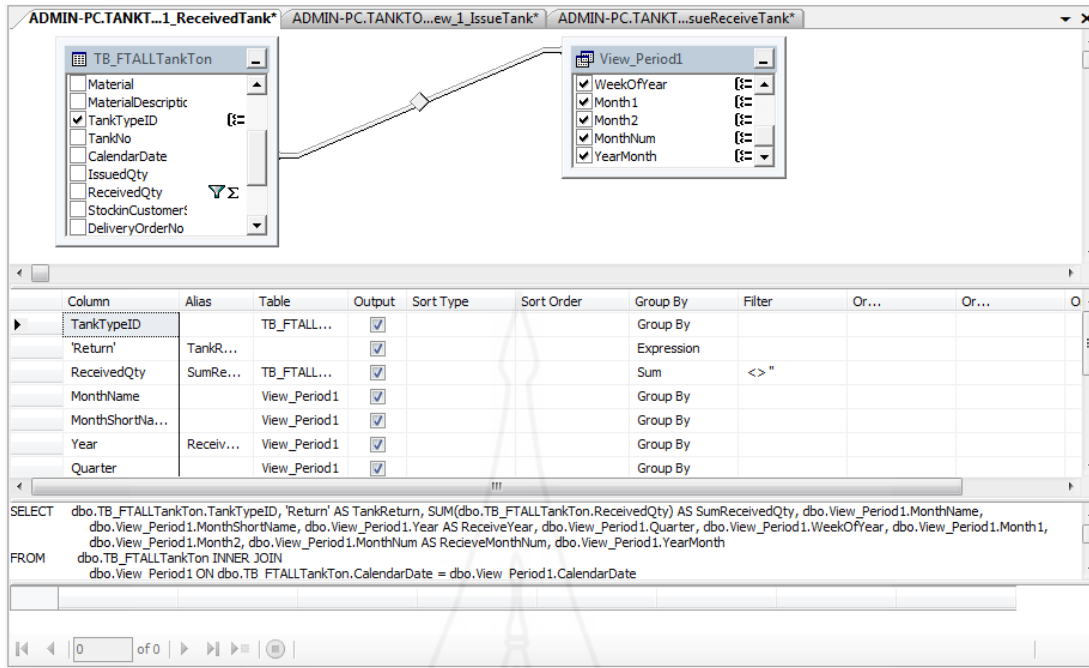 ADMIN-PC.TANKT...1_ReceivedTank* ADMIN-PC.TANKTO...ew_1_IssueTank* ADMIN-PC.TANKT...sueReceiveTank*
TB_FTALLTankTon
Material
MaterialDescriptic
TankTypeID
TankNo
CalendarDate
IssuedQty
ReceivedQty Σ
StockinCustomerS
DeliveryOrderNo
View_Period1
WeekOfYear
Month1
Month2
MonthNum
YearMonth
Column Alias Table Output Sort Type Sort Order Group By Filter Or... Or... O
TankTypeID TB_FTALL... Group By
'Return' TankR... Expression
ReceivedQty SumRe... TB_FTALL... Sum <> ''
MonthName View_Period1 Group By
MonthShortNa... View_Period1 Group By
Year Receiv... View_Period1 Group By
Quarter View_Period1 Group By
SELECT dbo.TB_FTALLTankTon.TankTypeID, 'Return' AS TankReturn, SUM(dbo.TB_FTALLTankTon.ReceivedQty) AS SumReceivedQty, dbo.View_Period1.MonthName,
dbo.View_Period1.MonthShortName, dbo.View_Period1.Year AS ReceiveYear, dbo.View_Period1.Quarter, dbo.View_Period1.WeekOfYear, dbo.View_Period1.Month1,
dbo.View_Period1.Month2, dbo.View_Period1.MonthNum AS RecieveMonthNum, dbo.View_Period1.YearMonth
FROM dbo.TB_FTALLTankTon INNER JOIN
dbo.View_Period1 ON dbo.TB_FTALLTankTon.CalendarDate = dbo.View_Period1.CalendarDate
0 of 0